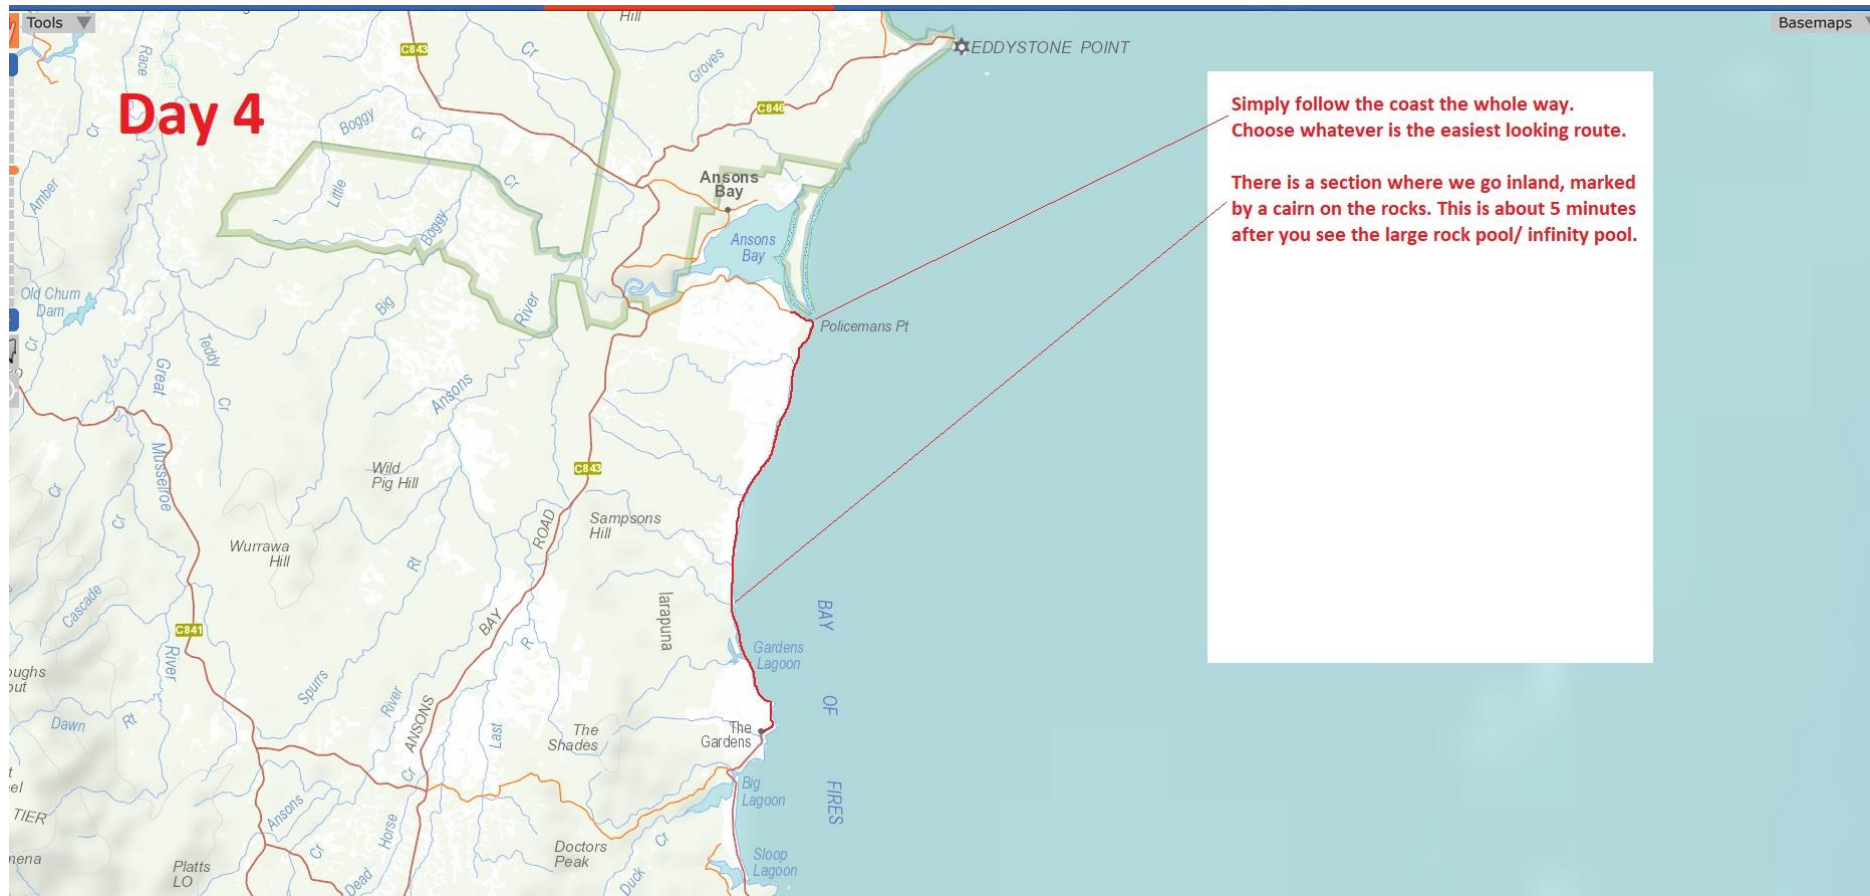 Tools
Basemaps
Hill
C843
Cr
Race
Groves
EDDYSTONE POINT
Day 4
C846
Boggy
Cr
Cr
Simply follow the coast the whole way.
Choose whatever is the easiest looking route.
There is a section where we go inland, marked
by a cairn on the rocks. This is about 5 minutes
after you see the large rock pool/ infinity pool.
Amber
Little
Cr
Ansons
Bay
Boggy
Ansons
Bay
Old Chum
Dam
Big
River
Policemans Pt
Cr
Teddy
Cr
Great
Ansons
Musselroe
Wild
Pig Hill
C843
Cr
Cr
Sampsons
Hill
ROAD
Wurrawa
Hill
Rt
Cascade
larapuna
BAY
BAY
C841
R
River
Gardens
Lagoon
Spurrs
River
OF
Dawn
Rt
ANSONS
Last
The
Shades
The
Gardens
Cr
Big
Lagoon
FIRES
TIER
Ansons
Horse
Cr
Doctors
Peak
Cr
Sloop
Lagoon
Platts
LO
Dead
Duck